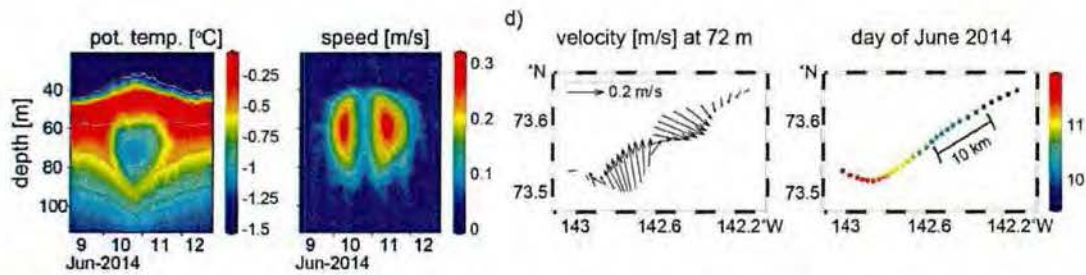 pot. temp. [°C]
speed [m/s]
d)
velocity [m/s] at 72 m
day of June 2014
depth [m]
40
60
80
100
9 10 11 12
Jun-2014
-0.25
-0.5
-0.75
-1
-1.25
-1.5
9 10 11 12
Jun-2014
0.3
0.2
0.1
0
°N
73.6
73.5
0.2 m/s
143 142.6 142.2°W
°N
73.6
73.5
10 km
143 142.6 142.2°W
11
10